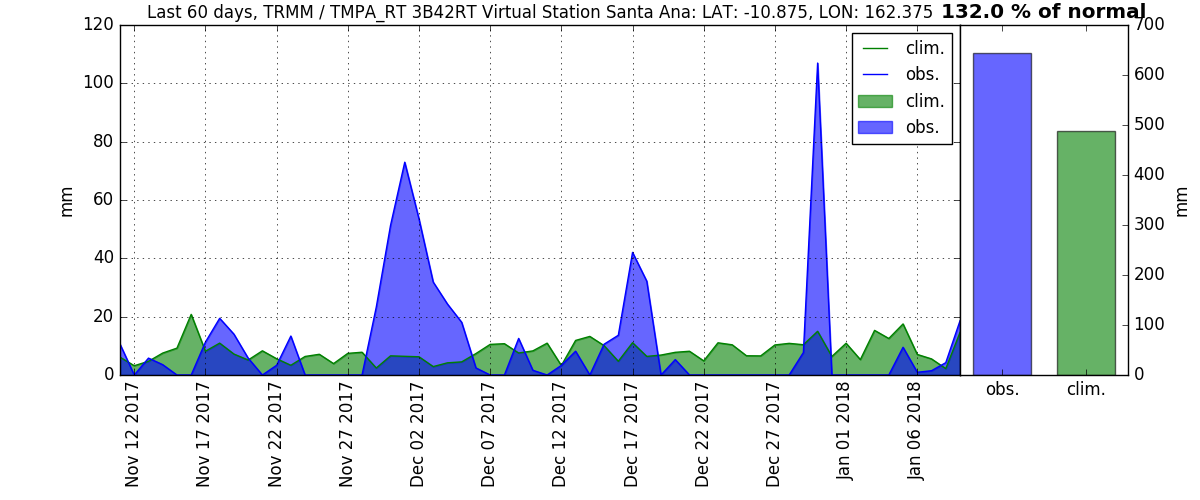 Last 60 days, TRMM / TMPA_RT 3B42RT Virtual Station Santa Ana: LAT: -10.875, LON: 162.375 132.0 % of normal
120
100
80
60
40
20
0
mm
clim.
obs.
clim.
obs.
Nov 12 2017
Nov 17 2017
Nov 22 2017
Nov 27 2017
Dec 02 2017
Dec 07 2017
Dec 12 2017
Dec 17 2017
Dec 22 2017
Dec 27 2017
Jan 01 2018
Jan 06 2018
700
600
500
400
300
200
100
0
mm
obs.
clim.